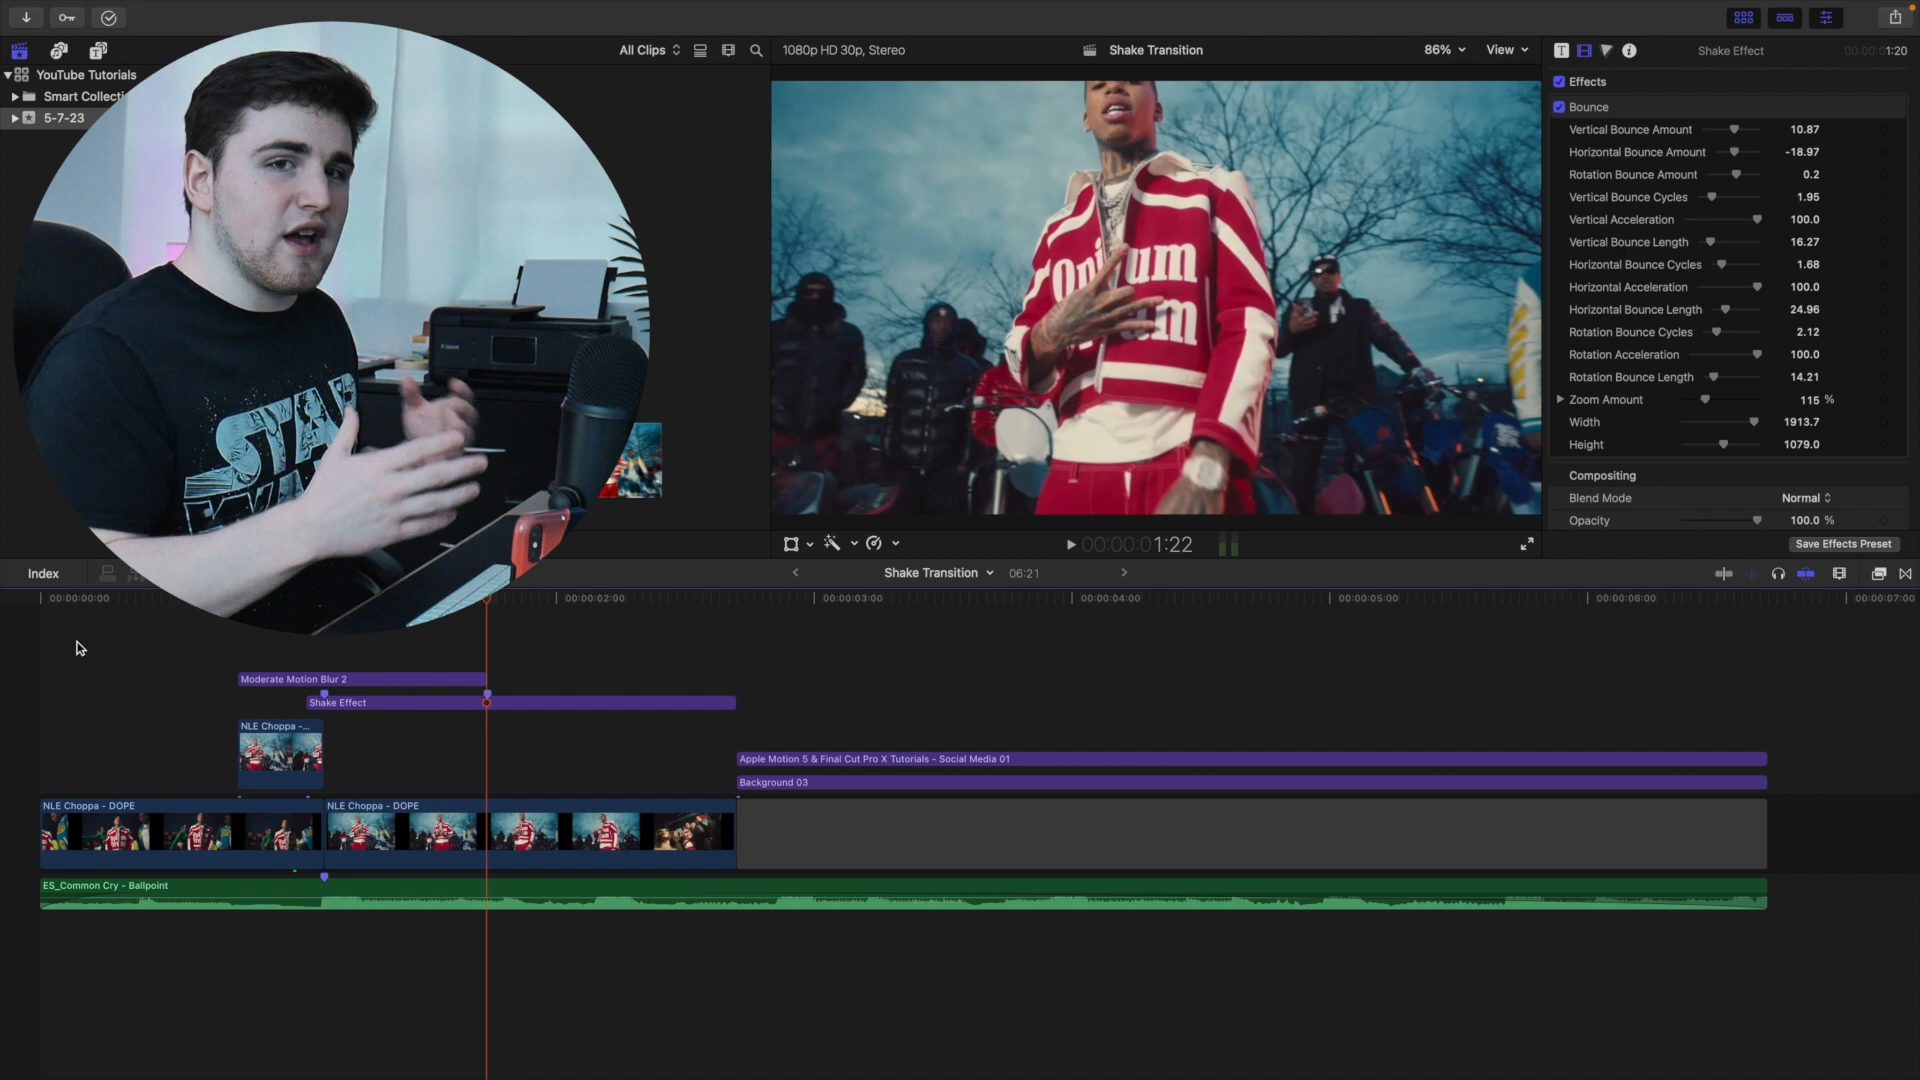 All Clips
1080p HD 30p, Stereo
Shake Transition
86%
View
Shake Effect
00:00:01:20
YouTube Tutorials
Smart Collecti
5-7-23
Effects
Bounce
Vertical Bounce Amount 10.87
Horizontal Bounce Amount -18.97
Rotation Bounce Amount 0.2
Vertical Bounce Cycles 1.95
Vertical Acceleration 100.0
Vertical Bounce Length 16.27
Horizontal Bounce Cycles 1.68
Horizontal Acceleration 100.0
Horizontal Bounce Length 24.96
Rotation Bounce Cycles 2.12
Rotation Acceleration 100.0
Rotation Bounce Length 14.21
Zoom Amount 115 %
Width 1913.7
Height 1079.0
Compositing
Blend Mode Normal
Opacity 100.0 %
Save Effects Preset
STAR
Canon
00:00:01:22
Index
Shake Transition 06:21
00:00:00:00 00:00:02:00 00:00:03:00 00:00:04:00 00:00:05:00 00:00:06:00 00:00:07:00
Moderate Motion Blur 2
Shake Effect
NLE Choppa -...
Apple Motion 5 & Final Cut Pro X Tutorials - Social Media 01
Background 03
NLE Choppa - DOPE
NLE Choppa - DOPE
ES_Common Cry - Ballpoint